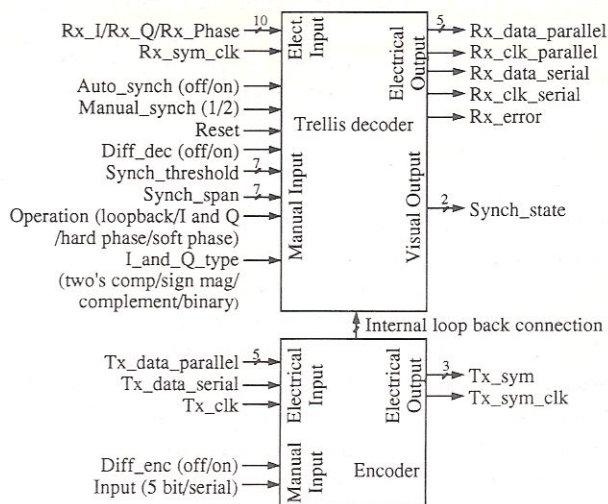 Rx_I/Rx_Q/Rx_Phase
10
Rx_sym_clk
Auto_synch (off/on)
Manual_synch (1/2)
Reset
Diff_dec (off/on)
Synch_threshold
7
Synch_span
7
Operation (loopback/I and Q
/hard phase/soft phase)
I_and_Q_type
(two's comp/sign mag/
complement/binary)
Elect.
Input
Manual Input
Trellis decoder
Electrical
Output
Visual Output
5
Rx_data_parallel
Rx_clk_parallel
Rx_data_serial
Rx_clk_serial
Rx_error
2
Synch_state
Internal loop back connection
Tx_data_parallel
5
Tx_data_serial
Tx_clk
Diff_enc (off/on)
Input (5 bit/serial)
Electrical
Input
Manual
Input
Electrical
Output
Encoder
3
Tx_sym
Tx_sym_clk